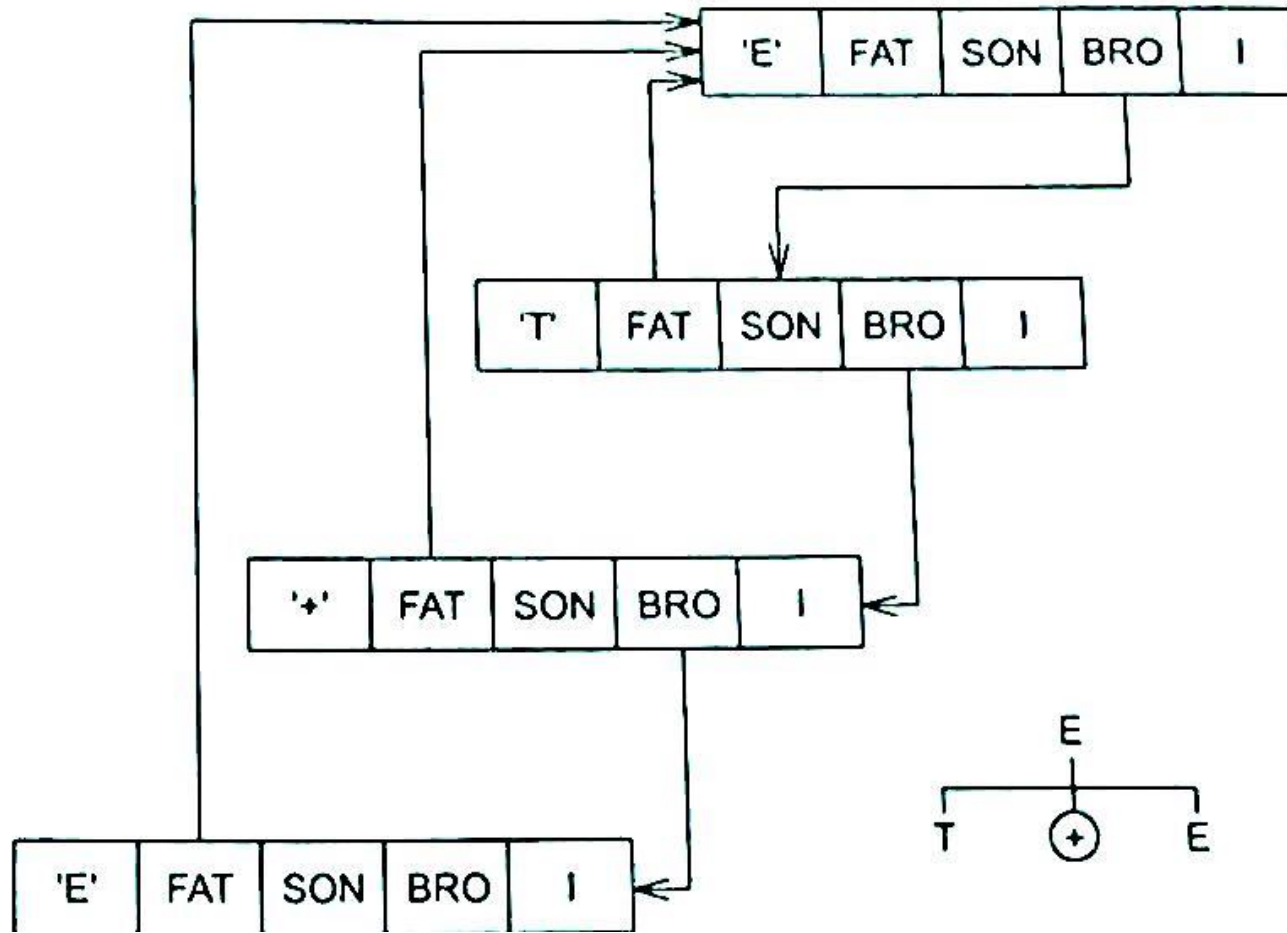 'E' FAT SON BRO I
'T' FAT SON BRO I
'+' FAT SON BRO I
E
T + E
'E' FAT SON BRO I